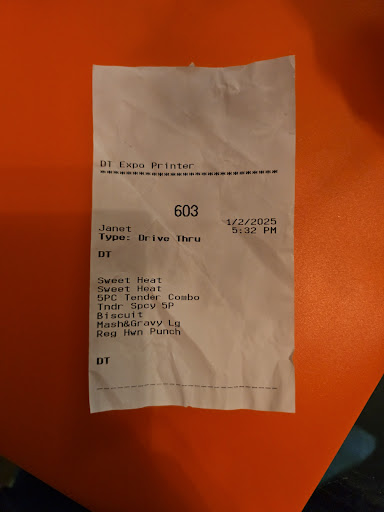 DT Expo Printer
****************************
603
1/2/2025
Janet 5:32 PM
Type: Drive Thru
DT
Sweet Heat
Sweet Heat
5PC Tender Combo
Tndr Spcy 5P
Biscuit
Mash&Gravy Lg
Reg Hwn Punch
DT